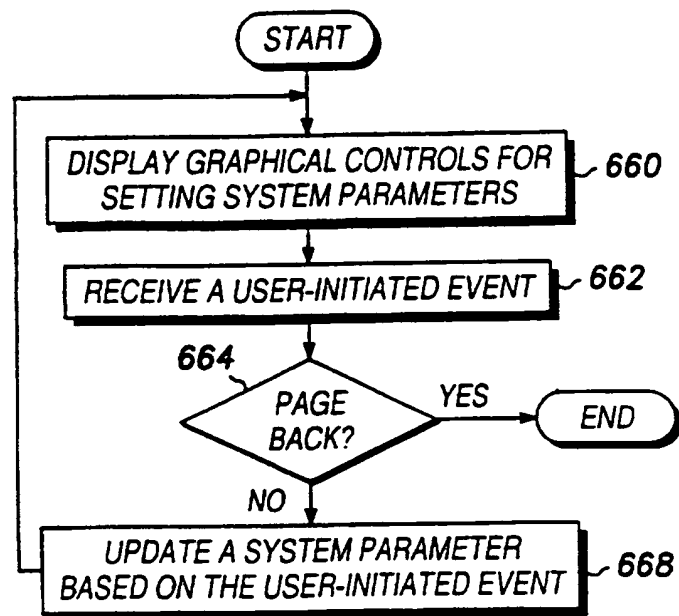 START
DISPLAY GRAPHICAL CONTROLS FOR
SETTING SYSTEM PARAMETERS
660
RECEIVE A USER-INITIATED EVENT
662
664
PAGE
BACK?
YES
END
NO
UPDATE A SYSTEM PARAMETER
BASED ON THE USER-INITIATED EVENT
668